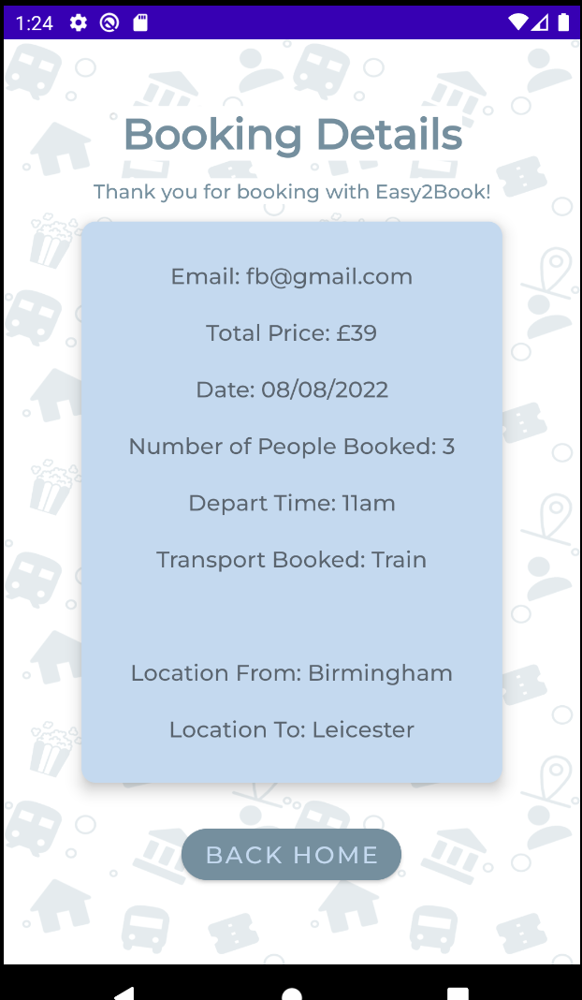 1:24
Booking Details
Thank you for booking with Easy2Book!
Email: fb@gmail.com
Total Price: £39
Date: 08/08/2022
Number of People Booked: 3
Depart Time: 11am
Transport Booked: Train
Location From: Birmingham
Location To: Leicester
BACK HOME